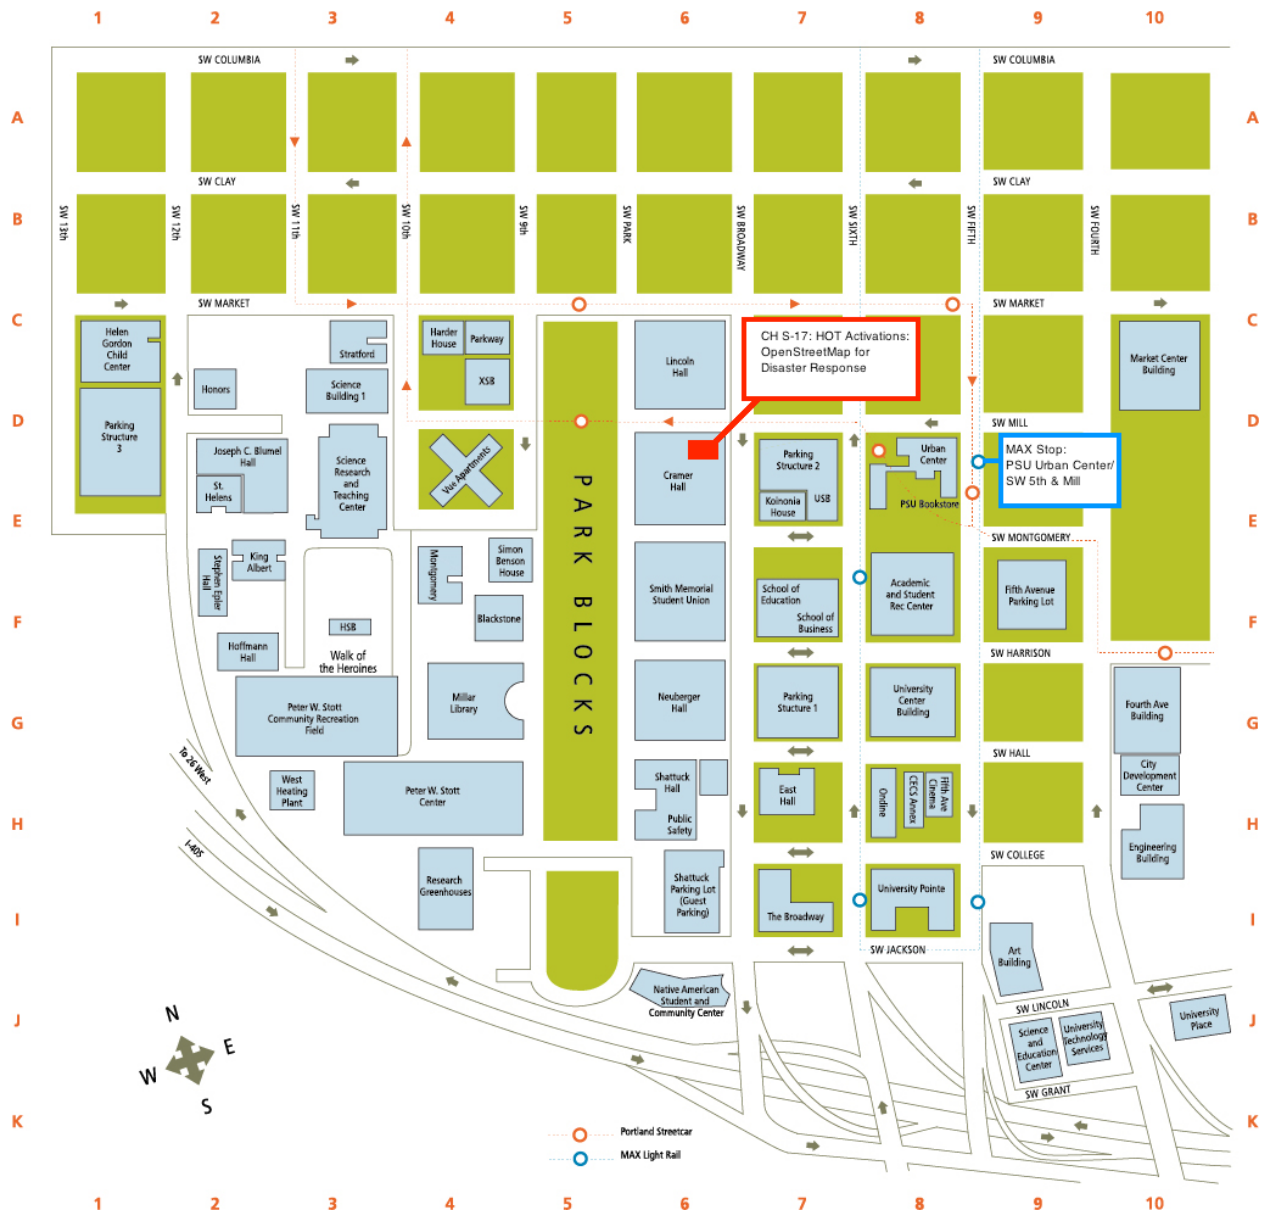 1 2 3 4 5 6 7 8 9 10
SW COLUMBIA
SW COLUMBIA
A
A
SW CLAY
SW CLAY
B
B
SW 13th
SW 12th
SW 11th
SW 10th
SW 9th
SW PARK
SW BROADWAY
SW SIXTH
SW FIFTH
SW FOURTH
SW MARKET
SW MARKET
C
C
Helen
Gordon
Child
Center
Stratford
Harder
House
Parkway
XSB
Lincoln
Hall
CH S-17: HOT Activations:
OpenStreetMap for
Disaster Response
Market Center
Building
Honors
Science
Building 1
D
D
SW MILL
Parking
Structure
3
Joseph C. Blumel
Hall
St.
Helens
Science
Research
and
Teaching
Center
Vue Apartments
PARK BLOCKS
Cramer
Hall
Parking
Structure 2
Koinonia
House
USB
Urban
Center
PSU Bookstore
MAX Stop:
PSU Urban Center/
SW 5th & Mill
E
E
SW MONTGOMERY
Stephen Epler
Hall
King
Albert
Montgomery
Simon
Benson
House
Blackstone
Smith Memorial
Student Union
School of
Education
School of
Business
Academic
and Student
Rec Center
Fifth Avenue
Parking Lot
F
F
Hoffmann
Hall
HSB
Walk of
the Heroines
SW HARRISON
Peter W. Stott
Community Recreation
Field
Millar
Library
Neuberger
Hall
Parking
Stucture 1
University
Center
Building
Fourth Ave
Building
G
G
To 26 West
SW HALL
West
Heating
Plant
Peter W. Stott
Center
Shattuck
Hall
Public
Safety
East
Hall
Ondine
CECS Annex
Fifth Ave
Cinema
City
Development
Center
H
H
I-405
SW COLLEGE
Engineering
Building
Research
Greenhouses
Shattuck
Parking Lot
(Guest
Parking)
The Broadway
University Pointe
I
I
SW JACKSON
Art
Building
Native American
Student and
Community Center
SW LINCOLN
University
Place
J
J
Science
and
Education
Center
University
Technology
Services
SW GRANT
N
E
W
S
K
K
Portland Streetcar
MAX Light Rail
1 2 3 4 5 6 7 8 9 10